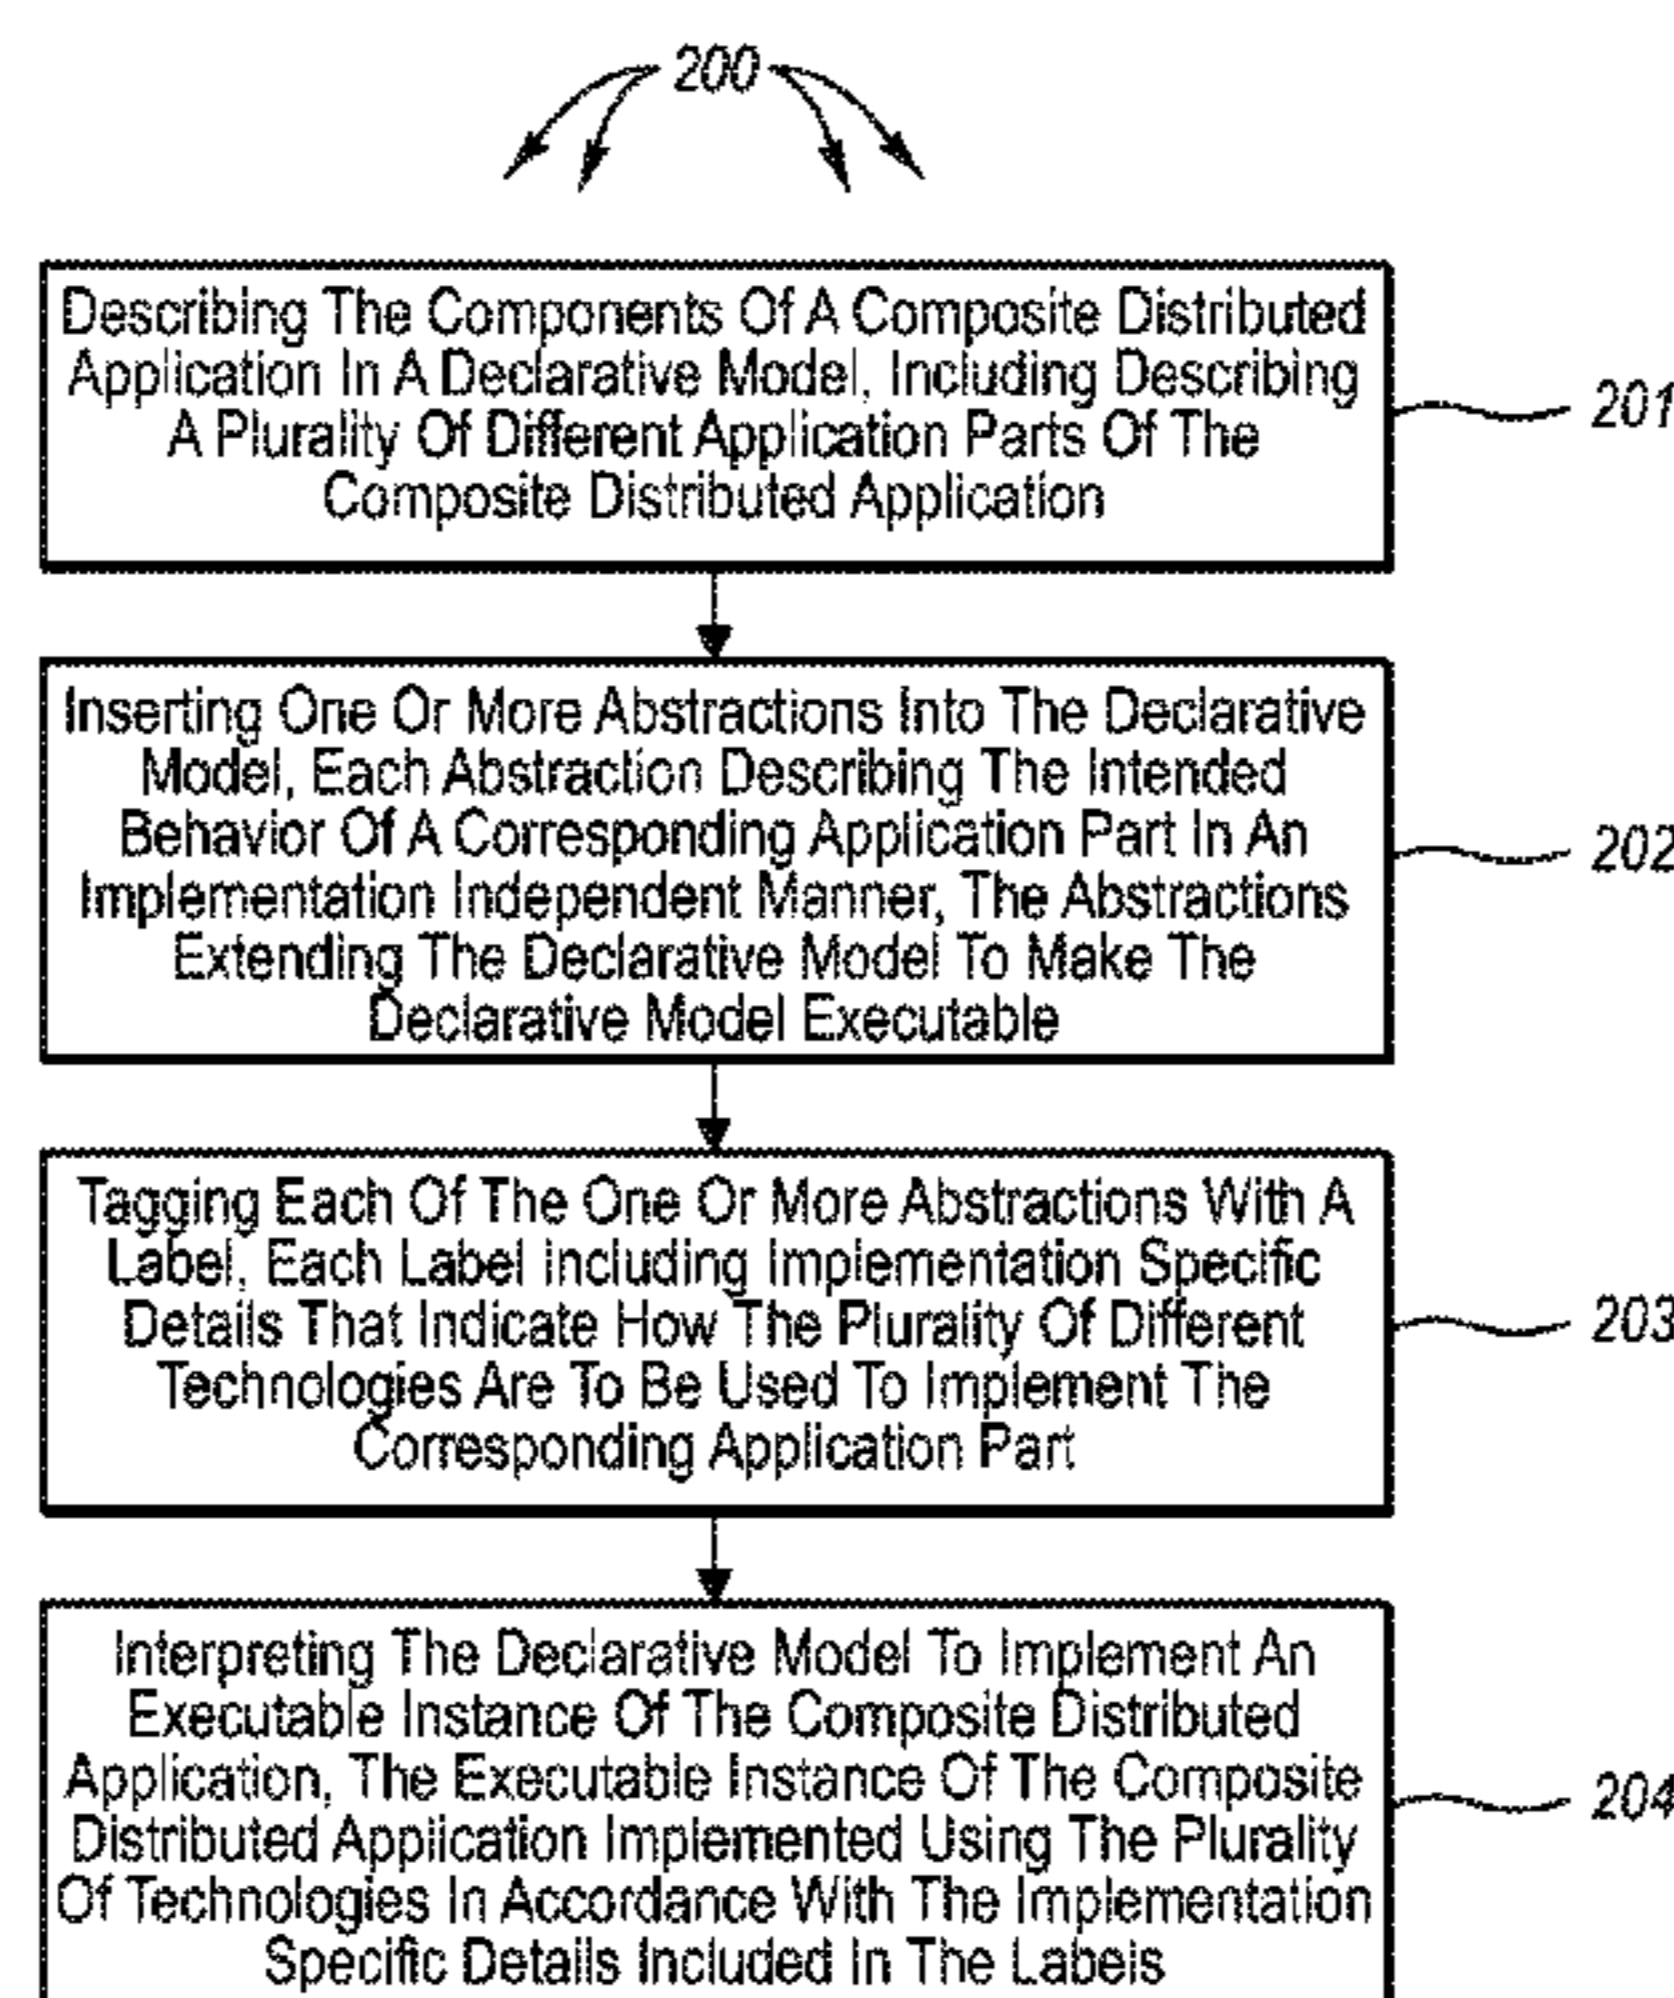 200
Describing The Components Of A Composite Distributed
Application In A Declarative Model, Including Describing
A Plurality Of Different Application Parts Of The
Composite Distributed Application
201
Inserting One Or More Abstractions Into The Declarative
Model, Each Abstraction Describing The Intended
Behavior Of A Corresponding Application Part In An
Implementation Independent Manner, The Abstractions
Extending The Declarative Model To Make The
Declarative Model Executable
202
Tagging Each Of The One Or More Abstractions With A
Label, Each Label Including Implementation Specific
Details That Indicate How The Plurality Of Different
Technologies Are To Be Used To Implement The
Corresponding Application Part
203
Interpreting The Declarative Model To Implement An
Executable Instance Of The Composite Distributed
Application, The Executable Instance Of The Composite
Distributed Application Implemented Using The Plurality
Of Technologies In Accordance With The Implementation
Specific Details Included In The Labels
204